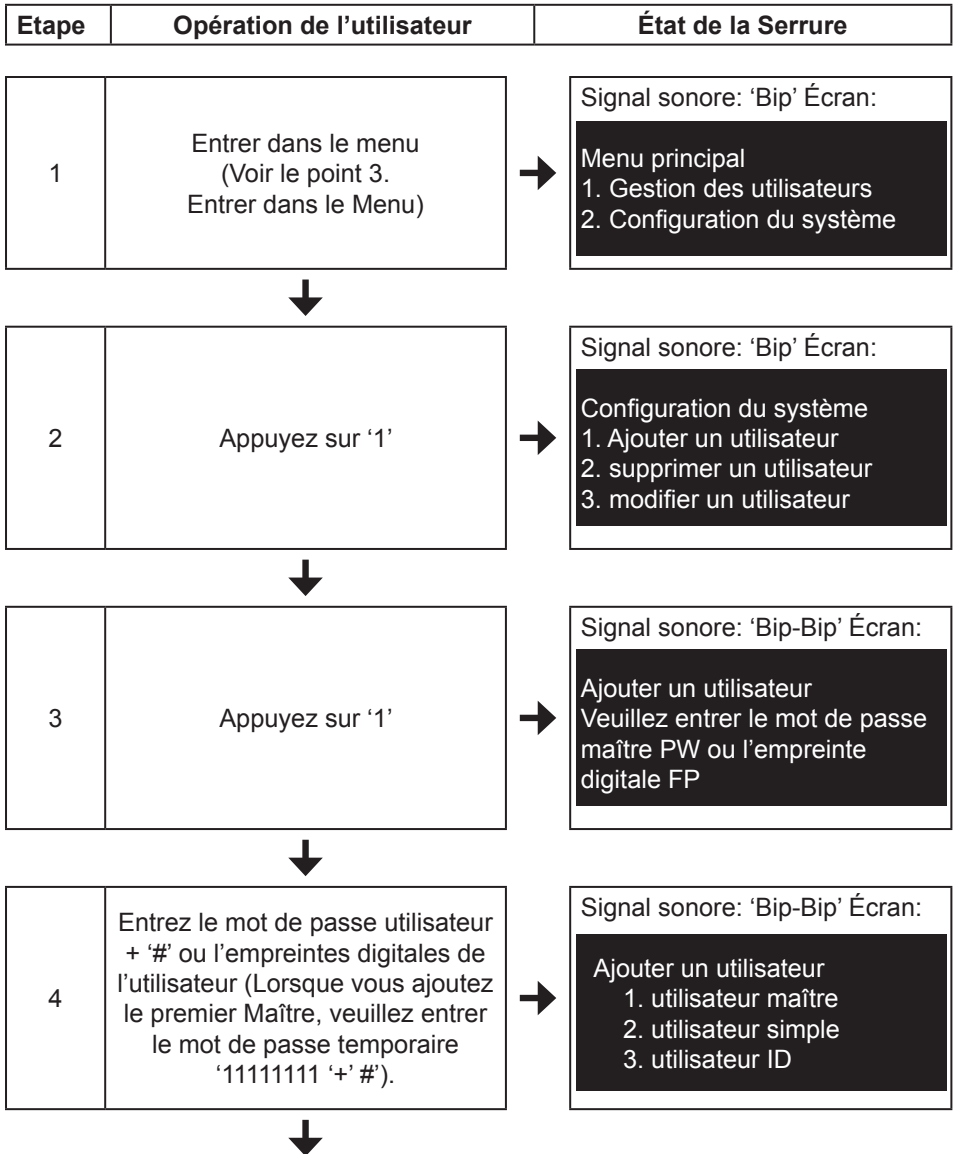 Etape Opération de l’utilisateur État de la Serrure
1
Entrer dans le menu
(Voir le point 3.
Entrer dans le Menu)
Signal sonore: ‘Bip’ Écran:
Menu principal
1. Gestion des utilisateurs
2. Configuration du système
2
Appuyez sur ‘1’
Signal sonore: ‘Bip’ Écran:
Configuration du système
1. Ajouter un utilisateur
2. supprimer un utilisateur
3. modifier un utilisateur
3
Appuyez sur ‘1’
Signal sonore: ‘Bip-Bip’ Écran:
Ajouter un utilisateur
Veuillez entrer le mot de passe
maître PW ou l’empreinte
digitale FP
4
Entrez le mot de passe utilisateur
+ ‘#’ ou l’empreintes digitales de
l’utilisateur (Lorsque vous ajoutez
le premier Maître, veuillez entrer
le mot de passe temporaire
‘11111111 ‘+’ #’).
Signal sonore: ‘Bip-Bip’ Écran:
Ajouter un utilisateur
1. utilisateur maître
2. utilisateur simple
3. utilisateur ID